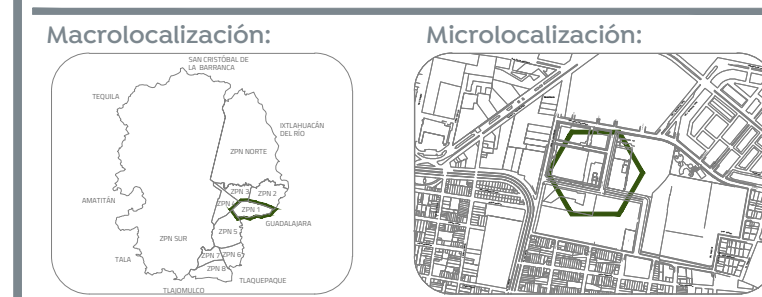 Macrolocalización:
Microlocalización:
SAN CRISTÓBAL DE
LA BARRANCA
TEQUILA
IXTLAHUACÁN
DEL RÍO
ZPN NORTE
ZPN 3
ZPN 2
AMATITÁN
ZPN 1
GUADALAJARA
ZPN 5
ZPN SUR
TALA
ZPN 7
ZPN 6
ZPN 8
TLAQUEPAQUE
TLAJOMULCO